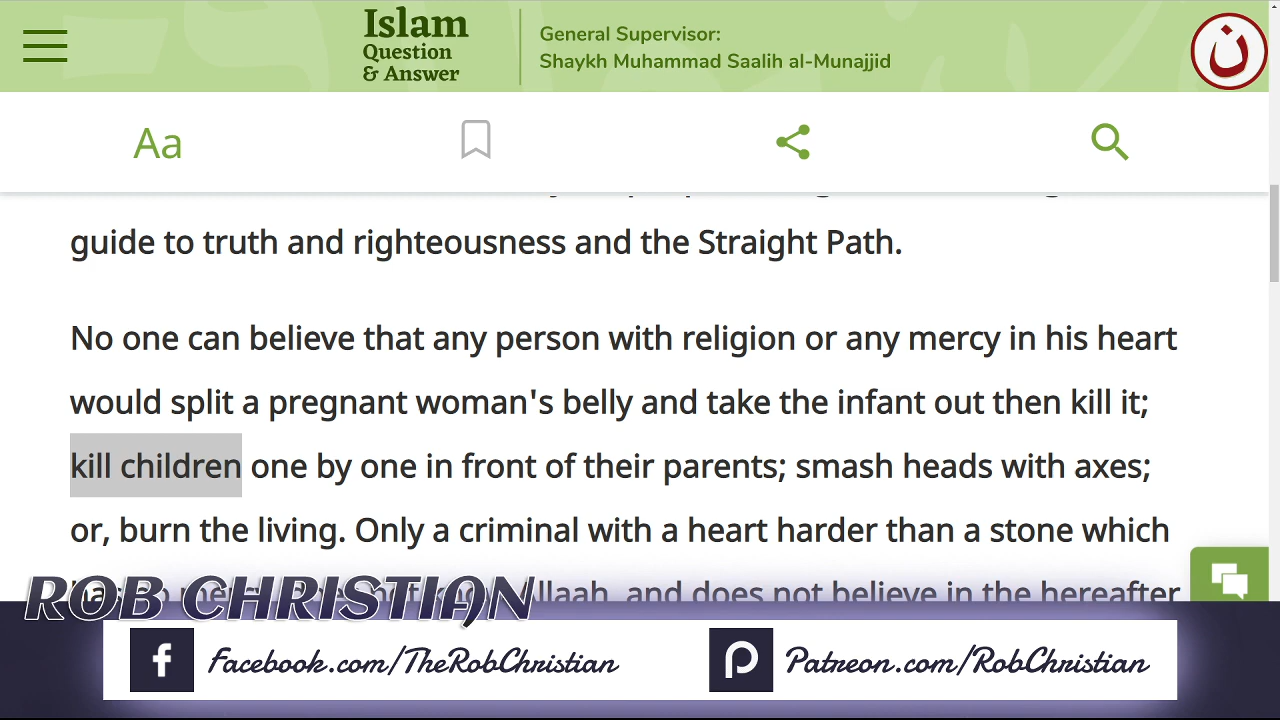 Islam
Question
& Answer
General Supervisor:
Shaykh Muhammad Saalih al-Munajjid
ن
Aa
guide to truth and righteousness and the Straight Path.
No one can believe that any person with religion or any mercy in his heart
would split a pregnant woman's belly and take the infant out then kill it;
kill children one by one in front of their parents; smash heads with axes;
or, burn the living. Only a criminal with a heart harder than a stone which
Allaah, and does not believe in the hereafter
ROB CHRISTIAN
Facebook.com/TheRobChristian
Patreon.com/RobChristian